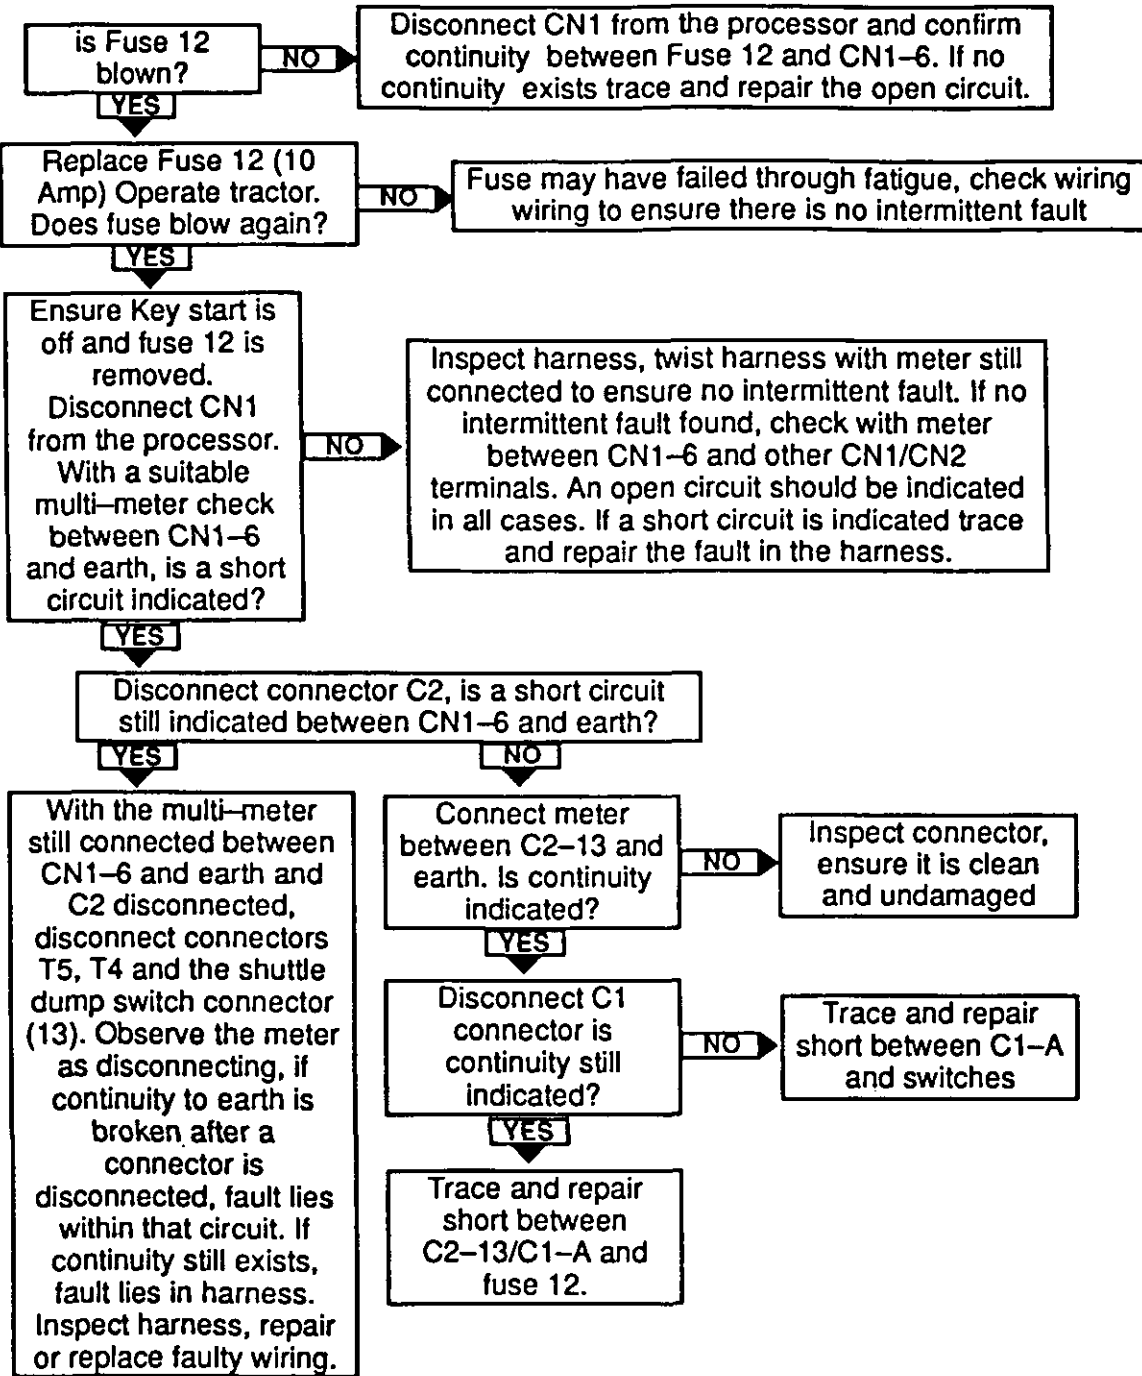 is Fuse 12
blown?
NO
Disconnect CN1 from the processor and confirm
continuity between Fuse 12 and CN1–6. If no
continuity exists trace and repair the open circuit.
YES
Replace Fuse 12 (10
Amp) Operate tractor.
Does fuse blow again?
NO
Fuse may have failed through fatigue, check wiring
wiring to ensure there is no intermittent fault
YES
Ensure Key start is
off and fuse 12 is
removed.
Disconnect CN1
from the processor.
With a suitable
multi–meter check
between CN1–6
and earth, is a short
circuit indicated?
NO
Inspect harness, twist harness with meter still
connected to ensure no intermittent fault. If no
intermittent fault found, check with meter
between CN1–6 and other CN1/CN2
terminals. An open circuit should be indicated
in all cases. If a short circuit is indicated trace
and repair the fault in the harness.
YES
Disconnect connector C2, is a short circuit
still indicated between CN1–6 and earth?
YES
NO
With the multi–meter
still connected between
CN1–6 and earth and
C2 disconnected,
disconnect connectors
T5, T4 and the shuttle
dump switch connector
(13). Observe the meter
as disconnecting, if
continuity to earth is
broken after a
connector is
disconnected, fault lies
within that circuit. If
continuity still exists,
fault lies in harness.
Inspect harness, repair
or replace faulty wiring.
Connect meter
between C2–13 and
earth. Is continuity
indicated?
NO
Inspect connector,
ensure it is clean
and undamaged
YES
Disconnect C1
connector is
continuity still
indicated?
NO
Trace and repair
short between C1–A
and switches
YES
Trace and repair
short between
C2–13/C1–A and
fuse 12.